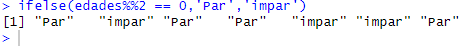 > ifelse(edades%%2 == 0,'Par','impar')
[1] "Par"   "impar" "Par"   "Par"   "impar" "impar" "Par"
>